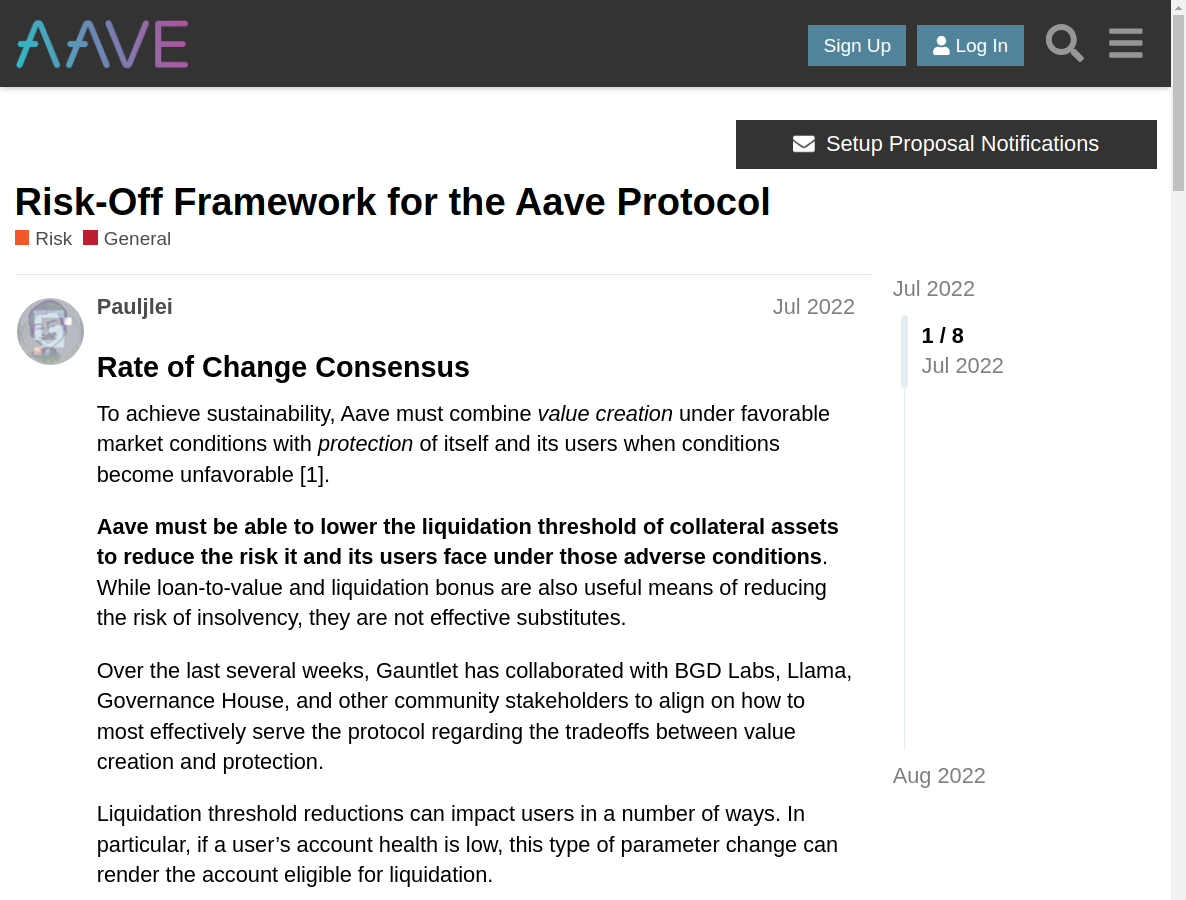 AAVE
Sign Up
Log In
Setup Proposal Notifications
Risk-Off Framework for the Aave Protocol
Risk General
Pauljlei Jul 2022
Rate of Change Consensus
To achieve sustainability, Aave must combine value creation under favorable
market conditions with protection of itself and its users when conditions
become unfavorable [1].
Aave must be able to lower the liquidation threshold of collateral assets
to reduce the risk it and its users face under those adverse conditions.
While loan-to-value and liquidation bonus are also useful means of reducing
the risk of insolvency, they are not effective substitutes.
Over the last several weeks, Gauntlet has collaborated with BGD Labs, Llama,
Governance House, and other community stakeholders to align on how to
most effectively serve the protocol regarding the tradeoffs between value
creation and protection.
Liquidation threshold reductions can impact users in a number of ways. In
particular, if a user’s account health is low, this type of parameter change can
render the account eligible for liquidation.
Jul 2022
1 / 8
Jul 2022
Aug 2022